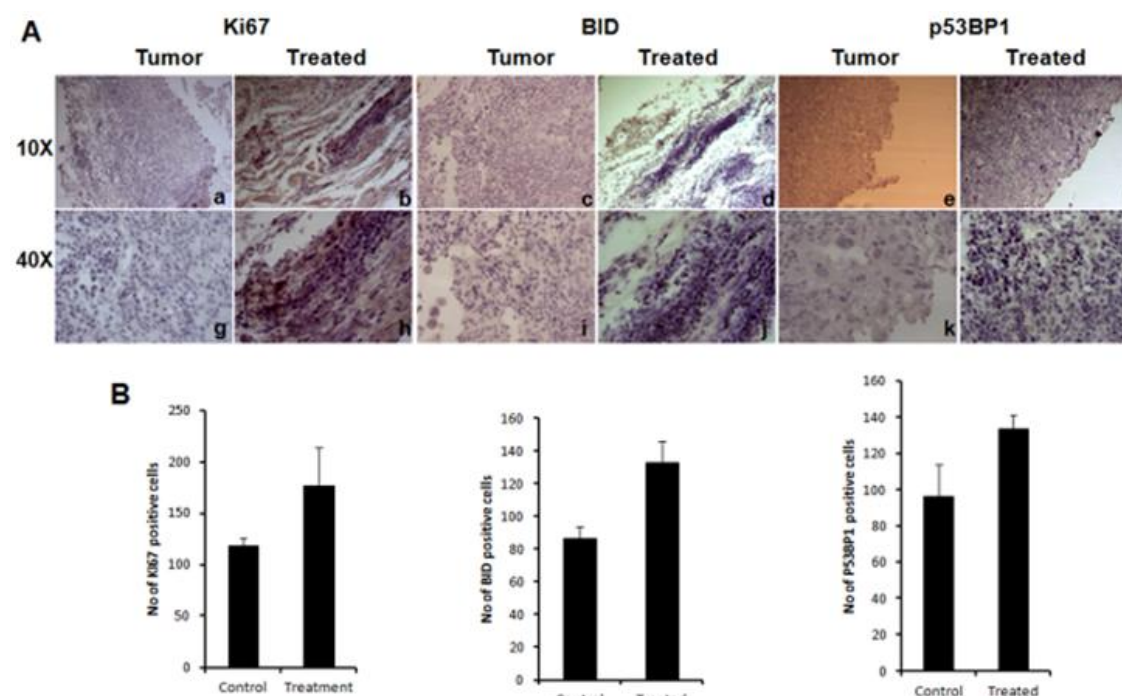 A
Ki67 BID p53BP1
Tumor Treated Tumor Treated Tumor Treated
10X
a b c d e
40X
g h i j k
B
No of Ki67 positive cells
250
200
150
100
50
0
Control Treatment
No of BID positive cells
160
140
120
100
80
60
40
20
0
Control Treated
No of P53BP1 positive cells
160
140
120
100
80
60
40
20
0
Control Treated